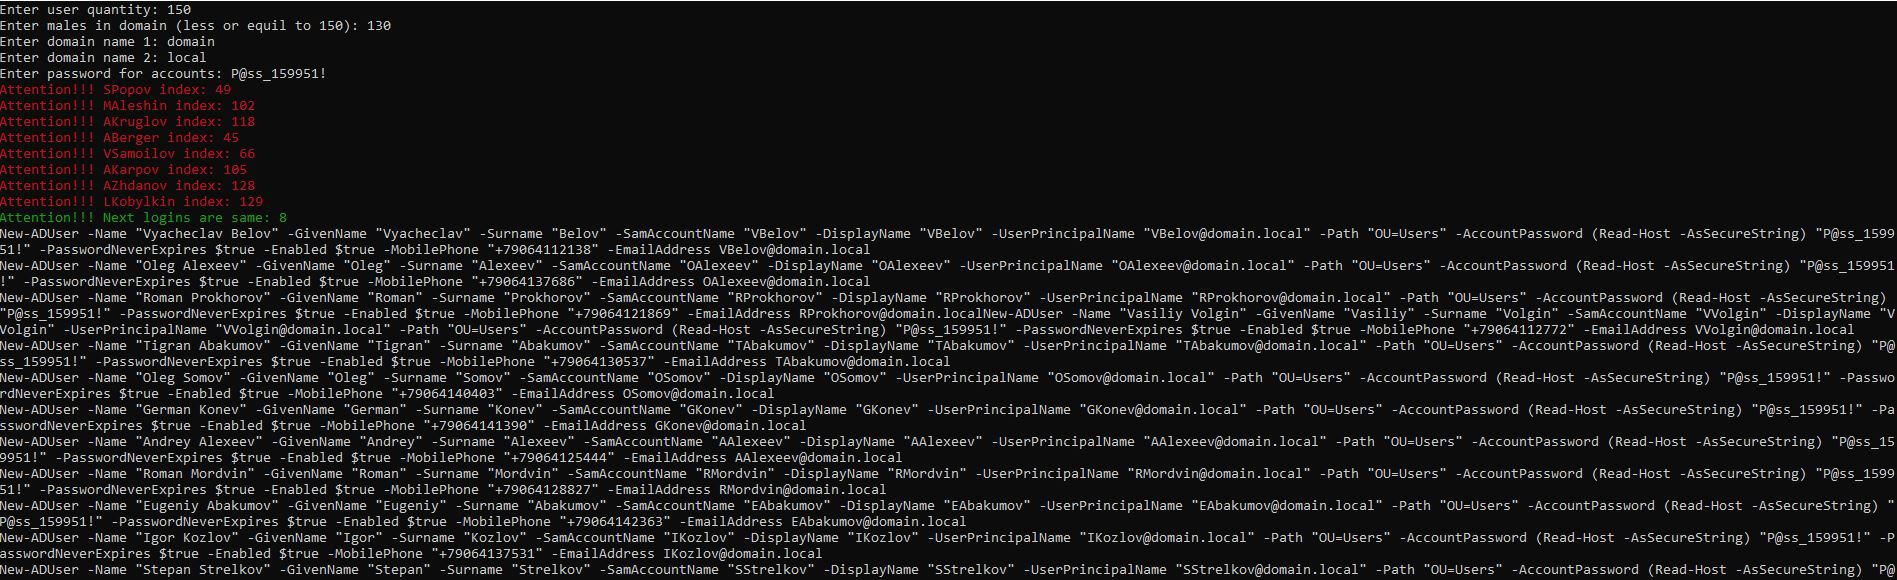 Enter user quantity: 150
Enter males in domain (less or equil to 150): 130
Enter domain name 1: domain
Enter domain name 2: local
Enter password for accounts: P@ss_159951!
Attention!!! SPopov index: 49
Attention!!! MAleshin index: 102
Attention!!! AKruglov index: 118
Attention!!! ABerger index: 45
Attention!!! VSamoilov index: 66
Attention!!! AKarpov index: 105
Attention!!! AZhdanov index: 128
Attention!!! LKobylkin index: 129
Attention!!! Next logins are same: 8
New-ADUser -Name "Vyacheclav Belov" -GivenName "Vyacheclav" -Surname "Belov" -SamAccountName "VBelov" -DisplayName "VBelov" -UserPrincipalName "VBelov@domain.local" -Path "OU=Users" -AccountPassword (Read-Host -AsSecureString) "P@ss_1599
51!" -PasswordNeverExpires $true -Enabled $true -MobilePhone "+79064112138" -EmailAddress VBelov@domain.local
New-ADUser -Name "Oleg Alexeev" -GivenName "Oleg" -Surname "Alexeev" -SamAccountName "OAlexeev" -DisplayName "OAlexeev" -UserPrincipalName "OAlexeev@domain.local" -Path "OU=Users" -AccountPassword (Read-Host -AsSecureString) "P@ss_159951
!" -PasswordNeverExpires $true -Enabled $true -MobilePhone "+79064137686" -EmailAddress OAlexeev@domain.local
New-ADUser -Name "Roman Prokhorov" -GivenName "Roman" -Surname "Prokhorov" -SamAccountName "RProkhorov" -DisplayName "RProkhorov" -UserPrincipalName "RProkhorov@domain.local" -Path "OU=Users" -AccountPassword (Read-Host -AsSecureString)
"P@ss_159951!" -PasswordNeverExpires $true -Enabled $true -MobilePhone "+79064121869" -EmailAddress RProkhorov@domain.localNew-ADUser -Name "Vasiliy Volgin" -GivenName "Vasiliy" -Surname "Volgin" -SamAccountName "VVolgin" -DisplayName "V
Volgin" -UserPrincipalName "VVolgin@domain.local" -Path "OU=Users" -AccountPassword (Read-Host -AsSecureString) "P@ss_159951!" -PasswordNeverExpires $true -Enabled $true -MobilePhone "+79064112772" -EmailAddress VVolgin@domain.local
New-ADUser -Name "Tigran Abakumov" -GivenName "Tigran" -Surname "Abakumov" -SamAccountName "TAbakumov" -DisplayName "TAbakumov" -UserPrincipalName "TAbakumov@domain.local" -Path "OU=Users" -AccountPassword (Read-Host -AsSecureString) "P@
ss_159951!" -PasswordNeverExpires $true -Enabled $true -MobilePhone "+79064130537" -EmailAddress TAbakumov@domain.local
New-ADUser -Name "Oleg Somov" -GivenName "Oleg" -Surname "Somov" -SamAccountName "OSomov" -DisplayName "OSomov" -UserPrincipalName "OSomov@domain.local" -Path "OU=Users" -AccountPassword (Read-Host -AsSecureString) "P@ss_159951!" -Passwo
rdNeverExpires $true -Enabled $true -MobilePhone "+79064140403" -EmailAddress OSomov@domain.local
New-ADUser -Name "German Konev" -GivenName "German" -Surname "Konev" -SamAccountName "GKonev" -DisplayName "GKonev" -UserPrincipalName "GKonev@domain.local" -Path "OU=Users" -AccountPassword (Read-Host -AsSecureString) "P@ss_159951!" -Pa
sswordNeverExpires $true -Enabled $true -MobilePhone "+79064141390" -EmailAddress GKonev@domain.local
New-ADUser -Name "Andrey Alexeev" -GivenName "Andrey" -Surname "Alexeev" -SamAccountName "AAlexeev" -DisplayName "AAlexeev" -UserPrincipalName "AAlexeev@domain.local" -Path "OU=Users" -AccountPassword (Read-Host -AsSecureString) "P@ss_15
9951!" -PasswordNeverExpires $true -Enabled $true -MobilePhone "+79064125444" -EmailAddress AAlexeev@domain.local
New-ADUser -Name "Roman Mordvin" -GivenName "Roman" -Surname "Mordvin" -SamAccountName "RMordvin" -DisplayName "RMordvin" -UserPrincipalName "RMordvin@domain.local" -Path "OU=Users" -AccountPassword (Read-Host -AsSecureString) "P@ss_1599
51!" -PasswordNeverExpires $true -Enabled $true -MobilePhone "+79064128827" -EmailAddress RMordvin@domain.local
New-ADUser -Name "Eugeniy Abakumov" -GivenName "Eugeniy" -Surname "Abakumov" -SamAccountName "EAbakumov" -DisplayName "EAbakumov" -UserPrincipalName "EAbakumov@domain.local" -Path "OU=Users" -AccountPassword (Read-Host -AsSecureString) "
P@ss_159951!" -PasswordNeverExpires $true -Enabled $true -MobilePhone "+79064142363" -EmailAddress EAbakumov@domain.local
New-ADUser -Name "Igor Kozlov" -GivenName "Igor" -Surname "Kozlov" -SamAccountName "IKozlov" -DisplayName "IKozlov" -UserPrincipalName "IKozlov@domain.local" -Path "OU=Users" -AccountPassword (Read-Host -AsSecureString) "P@ss_159951!" -P
asswordNeverExpires $true -Enabled $true -MobilePhone "+79064137531" -EmailAddress IKozlov@domain.local
New-ADUser -Name "Stepan Strelkov" -GivenName "Stepan" -Surname "Strelkov" -SamAccountName "SStrelkov" -DisplayName "SStrelkov" -UserPrincipalName "SStrelkov@domain.local" -Path "OU=Users" -AccountPassword (Read-Host -AsSecureString) "P@